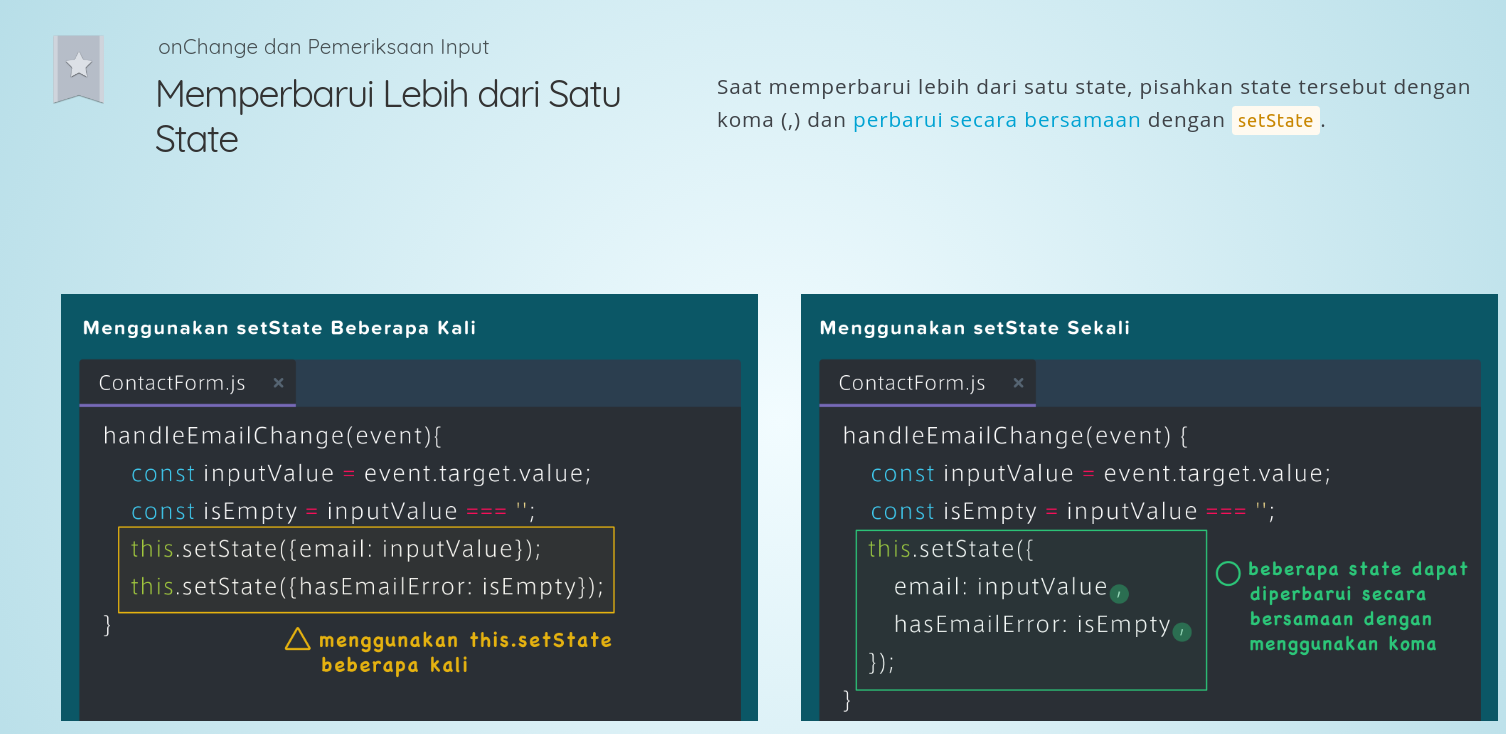 onChange dan Pemeriksaan Input
Memperbarui Lebih dari Satu
State
Saat memperbarui lebih dari satu state, pisahkan state tersebut dengan
koma (,) dan perbarui secara bersamaan dengan setState.
Menggunakan setState Beberapa Kali
ContactForm.js ×
handleEmailChange(event){
const inputValue = event.target.value;
const isEmpty = inputValue === '';
this.setState({email: inputValue});
this.setState({hasEmailError: isEmpty});
}
menggunakan this.setState
beberapa kali
Menggunakan setState Sekali
ContactForm.js ×
handleEmailChange(event) {
const inputValue = event.target.value;
const isEmpty = inputValue === '';
this.setState({
email: inputValue,
hasEmailError: isEmpty,
});
}
beberapa state dapat
diperbarui secara
bersamaan dengan
menggunakan koma